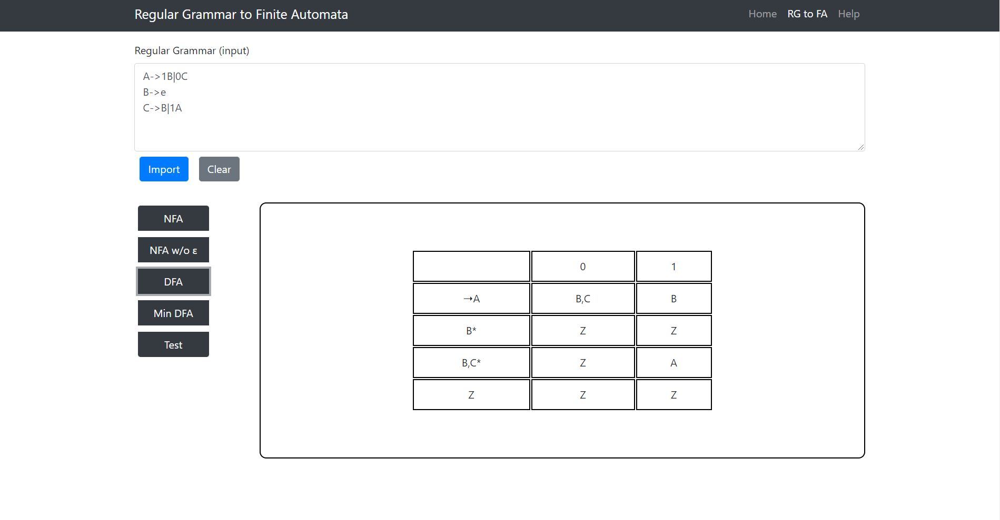 Regular Grammar to Finite Automata Home RG to FA Help
Regular Grammar (input)
A->1B|0C
B->e
C->B|1A
Import Clear
NFA
NFA w/o ε
DFA
Min DFA
Test
0 1
→A B,C B
B* Z Z
B,C* Z A
Z Z Z